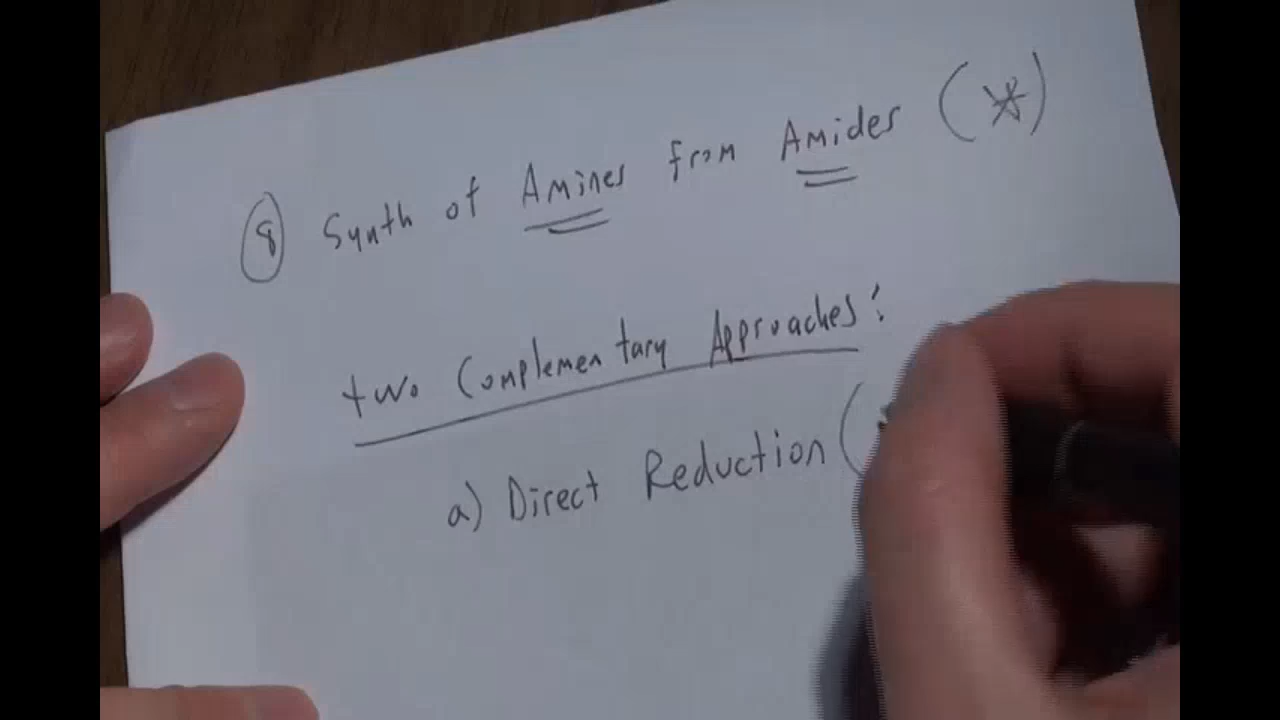 ⑧ Synth of Amines from Amides (*)
two Complementary Approaches:
a) Direct Reduction (